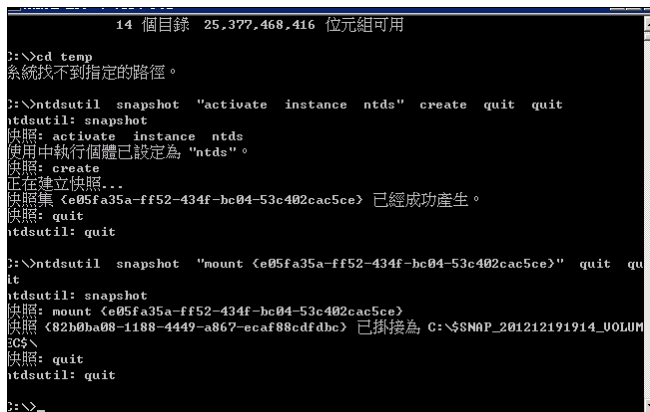 14 個目錄 25,377,468,416 位元組可用
C:\>cd temp
系統找不到指定的路徑。
C:\>ntdsutil snapshot "activate instance ntds" create quit quit
ntdsutil: snapshot
快照: activate instance ntds
使用中執行個體已設定為 "ntds"。
快照: create
正在建立快照...
快照集 {e05fa35a-ff52-434f-bc04-53c402cac5ce} 已經成功產生。
快照: quit
ntdsutil: quit
C:\>ntdsutil snapshot "mount {e05fa35a-ff52-434f-bc04-53c402cac5ce}" quit qu
it
ntdsutil: snapshot
快照: mount {e05fa35a-ff52-434f-bc04-53c402cac5ce}
快照 {82b0ba08-1188-4449-a867-ecaf88cdfdbc} 已掛接為 C:\$SNAP_201212191914_VOLUM
EC$\
快照: quit
ntdsutil: quit
C:\>_